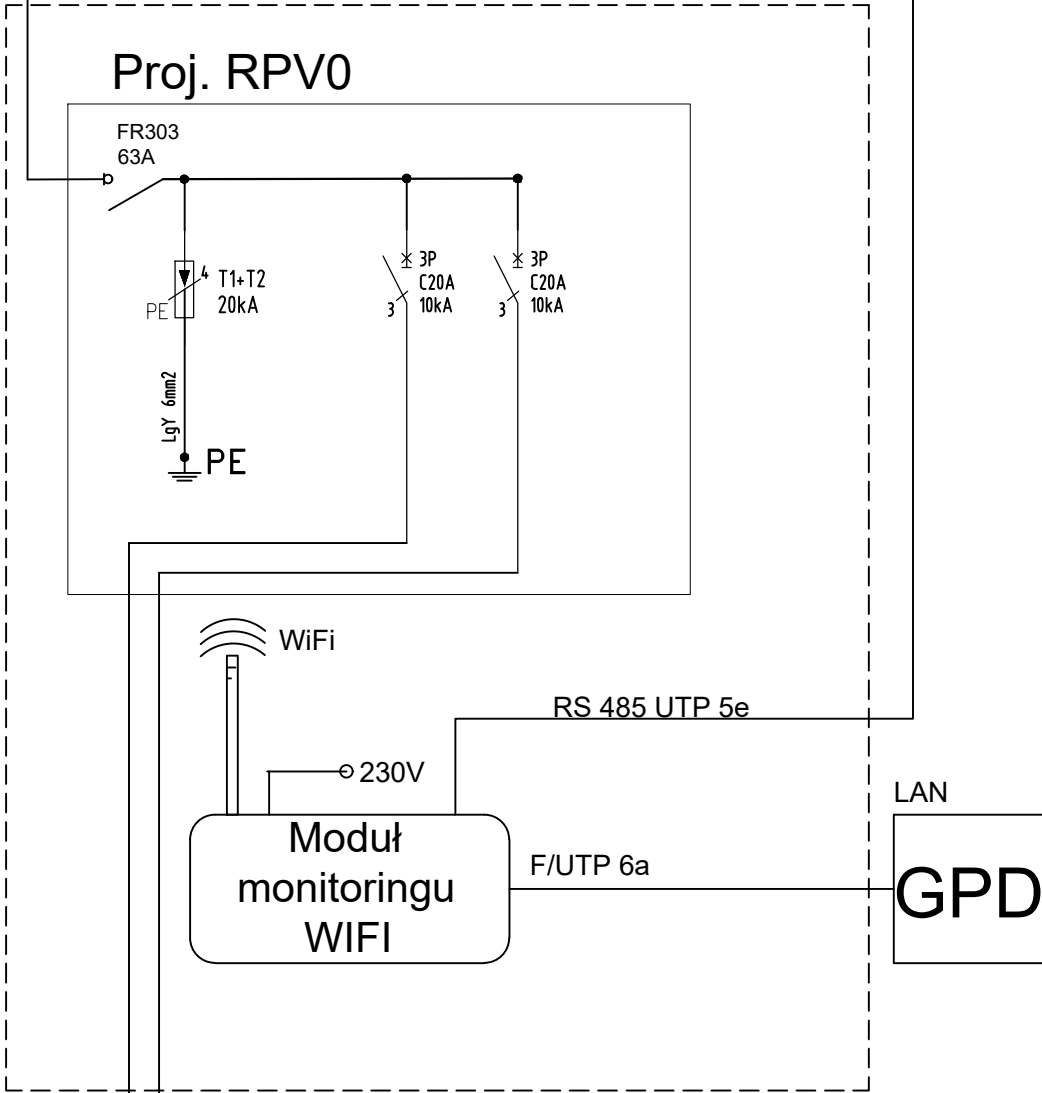 Proj. RPV0
FR303
63A
4
T1+T2
20kA
PE
LgY 6mm2
PE
3P
C20A
10kA
3
3P
C20A
10kA
3
WiFi
RS 485 UTP 5e
230V
LAN
Moduł
monitoringu
WIFI
F/UTP 6a
GPD